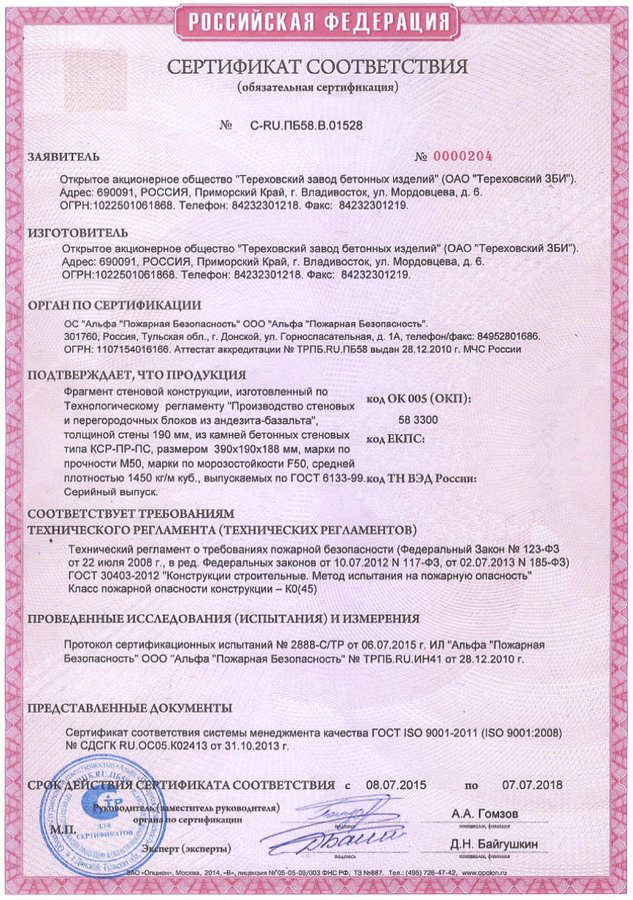 РОССИЙСКАЯ ФЕДЕРАЦИЯ
СЕРТИФИКАТ СООТВЕТСТВИЯ
(обязательная сертификация)
№ C-RU.ПБ58.В.01528
ЗАЯВИТЕЛЬ № 0000204
Открытое акционерное общество "Тереховский завод бетонных изделий" (ОАО "Тереховский ЗБИ").
Адрес: 690091, РОССИЯ, Приморский Край, г. Владивосток, ул. Мордовцева, д. 6.
ОГРН:1022501061868. Телефон: 84232301218. Факс: 84232301219.
ИЗГОТОВИТЕЛЬ
Открытое акционерное общество "Тереховский завод бетонных изделий" (ОАО "Тереховский ЗБИ").
Адрес: 690091, РОССИЯ, Приморский Край, г. Владивосток, ул. Мордовцева, д. 6.
ОГРН:1022501061868. Телефон: 84232301218. Факс: 84232301219.
ОРГАН ПО СЕРТИФИКАЦИИ
ОС "Альфа "Пожарная Безопасность" ООО "Альфа "Пожарная Безопасность".
301760, Россия, Тульская обл., г. Донской, ул. Горноспасательная, д. 1А, телефон/факс: 84952801686.
ОГРН: 1107154016166. Аттестат аккредитации № ТРПБ.RU.ПБ58 выдан 28.12.2010 г. МЧС России
ПОДТВЕРЖДАЕТ, ЧТО ПРОДУКЦИЯ
Фрагмент стеновой конструкции, изготовленный по
Технологическому регламенту "Производство стеновых
и перегородочных блоков из андезита-базальта",
толщиной стены 190 мм, из камней бетонных стеновых
типа КСР-ПР-ПС, размером 390х190х188 мм, марки по
прочности М50, марки по морозостойкости F50, средней
плотностью 1450 кг/м куб., выпускаемых по ГОСТ 6133-99.
Серийный выпуск.
код ОК 005 (ОКП):
58 3300
код ЕКПС:
код ТН ВЭД России:
СООТВЕТСТВУЕТ ТРЕБОВАНИЯМ
ТЕХНИЧЕСКОГО РЕГЛАМЕНТА (ТЕХНИЧЕСКИХ РЕГЛАМЕНТОВ)
Технический регламент о требованиях пожарной безопасности (Федеральный Закон № 123-ФЗ
от 22 июля 2008 г., в ред. Федеральных законов от 10.07.2012 N 117-ФЗ, от 02.07.2013 N 185-ФЗ)
ГОСТ 30403-2012 "Конструкции строительные. Метод испытания на пожарную опасность"
Класс пожарной опасности конструкции – К0(45)
ПРОВЕДЕННЫЕ ИССЛЕДОВАНИЯ (ИСПЫТАНИЯ) И ИЗМЕРЕНИЯ
Протокол сертификационных испытаний № 2888-С/ТР от 06.07.2015 г. ИЛ "Альфа "Пожарная
Безопасность" ООО "Альфа "Пожарная Безопасность" № ТРПБ.RU.ИН41 от 28.12.2010 г.
ПРЕДСТАВЛЕННЫЕ ДОКУМЕНТЫ
Сертификат соответствия системы менеджмента качества ГОСТ ISO 9001-2011 (ISO 9001:2008)
№ СДСГК RU.OC05.К02413 от 31.10.2013 г.
СРОК ДЕЙСТВИЯ СЕРТИФИКАТА СООТВЕТСТВИЯ с 08.07.2015 по 07.07.2018
Руководитель (заместитель руководителя)
органа по сертификации
А.А. Гомзов
подпись
инициалы, фамилия
М.П.
ДЛЯ
СЕРТИФИКАТОВ
Эксперт (эксперты)
Д.Н. Байгушкин
подпись
инициалы, фамилия
ЗАО «Опцион», Москва, 2014, «В», лицензия №05-05-09/003 ФНС РФ, ТЗ № 887. Тел.: (495) 726-47-42, www.opcion.ru